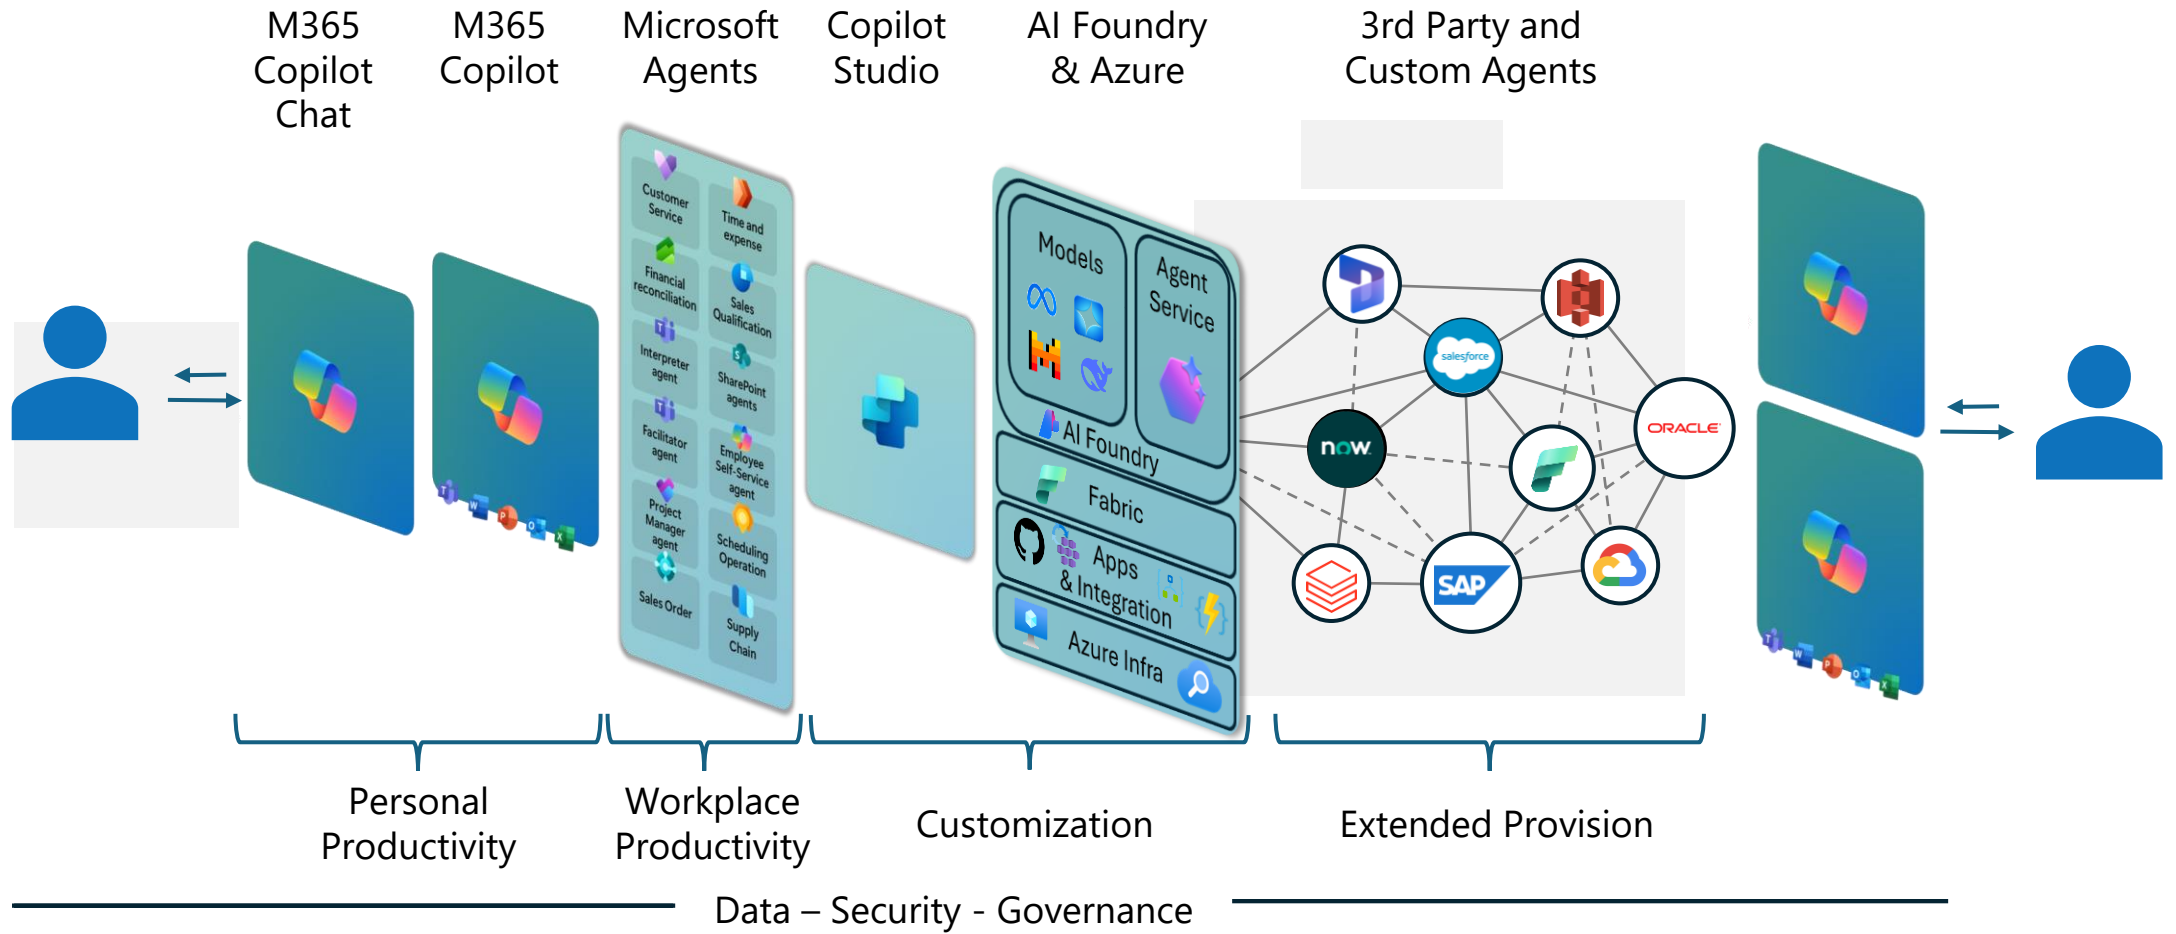 M365
Copilot
Chat
M365
Copilot
Microsoft
Agents
Copilot
Studio
AI Foundry
& Azure
3rd Party and
Custom Agents
Customer
Service
Time and
expense
Financial
reconciliation
Sales
Qualification
Interpreter
agent
SharePoint
agents
Facilitator
agent
Employee
Self-Service
agent
Project
Manager
agent
Scheduling
Operation
Sales Order
Supply
Chain
Models
Agent
Service
AI Foundry
Fabric
Apps
& Integration
Azure Infra
salesforce
now
ORACLE
SAP
Personal
Productivity
Workplace
Productivity
Customization
Extended Provision
Data – Security - Governance